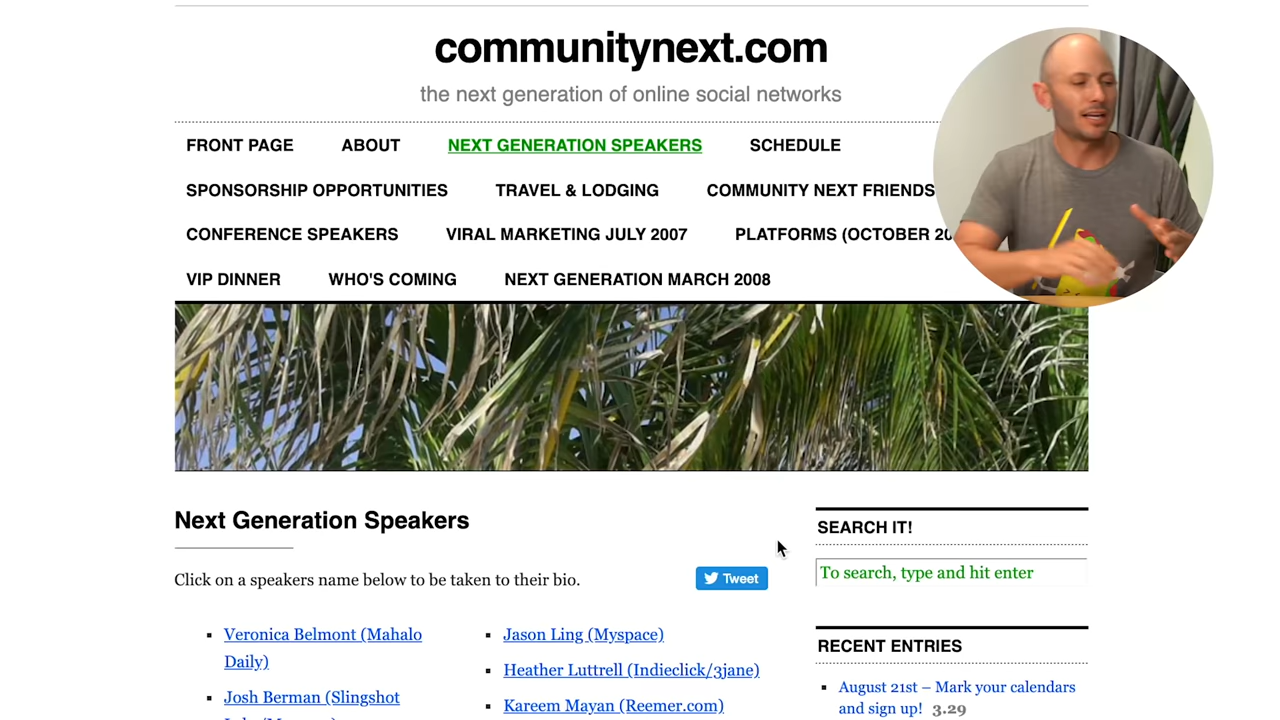 communitynext.com
the next generation of online social networks
FRONT PAGE ABOUT NEXT GENERATION SPEAKERS SCHEDULE
SPONSORSHIP OPPORTUNITIES TRAVEL & LODGING COMMUNITY NEXT FRIENDS
CONFERENCE SPEAKERS VIRAL MARKETING JULY 2007 PLATFORMS (OCTOBER
VIP DINNER WHO'S COMING NEXT GENERATION MARCH 2008
Next Generation Speakers
Click on a speakers name below to be taken to their bio.
Tweet
Veronica Belmont (Mahalo
Daily)
Josh Berman (Slingshot
Jason Ling (Myspace)
Heather Luttrell (Indieclick/3jane)
Kareem Mayan (Reemer.com)
SEARCH IT!
To search, type and hit enter
RECENT ENTRIES
August 21st – Mark your calendars
and sign up! 3.29